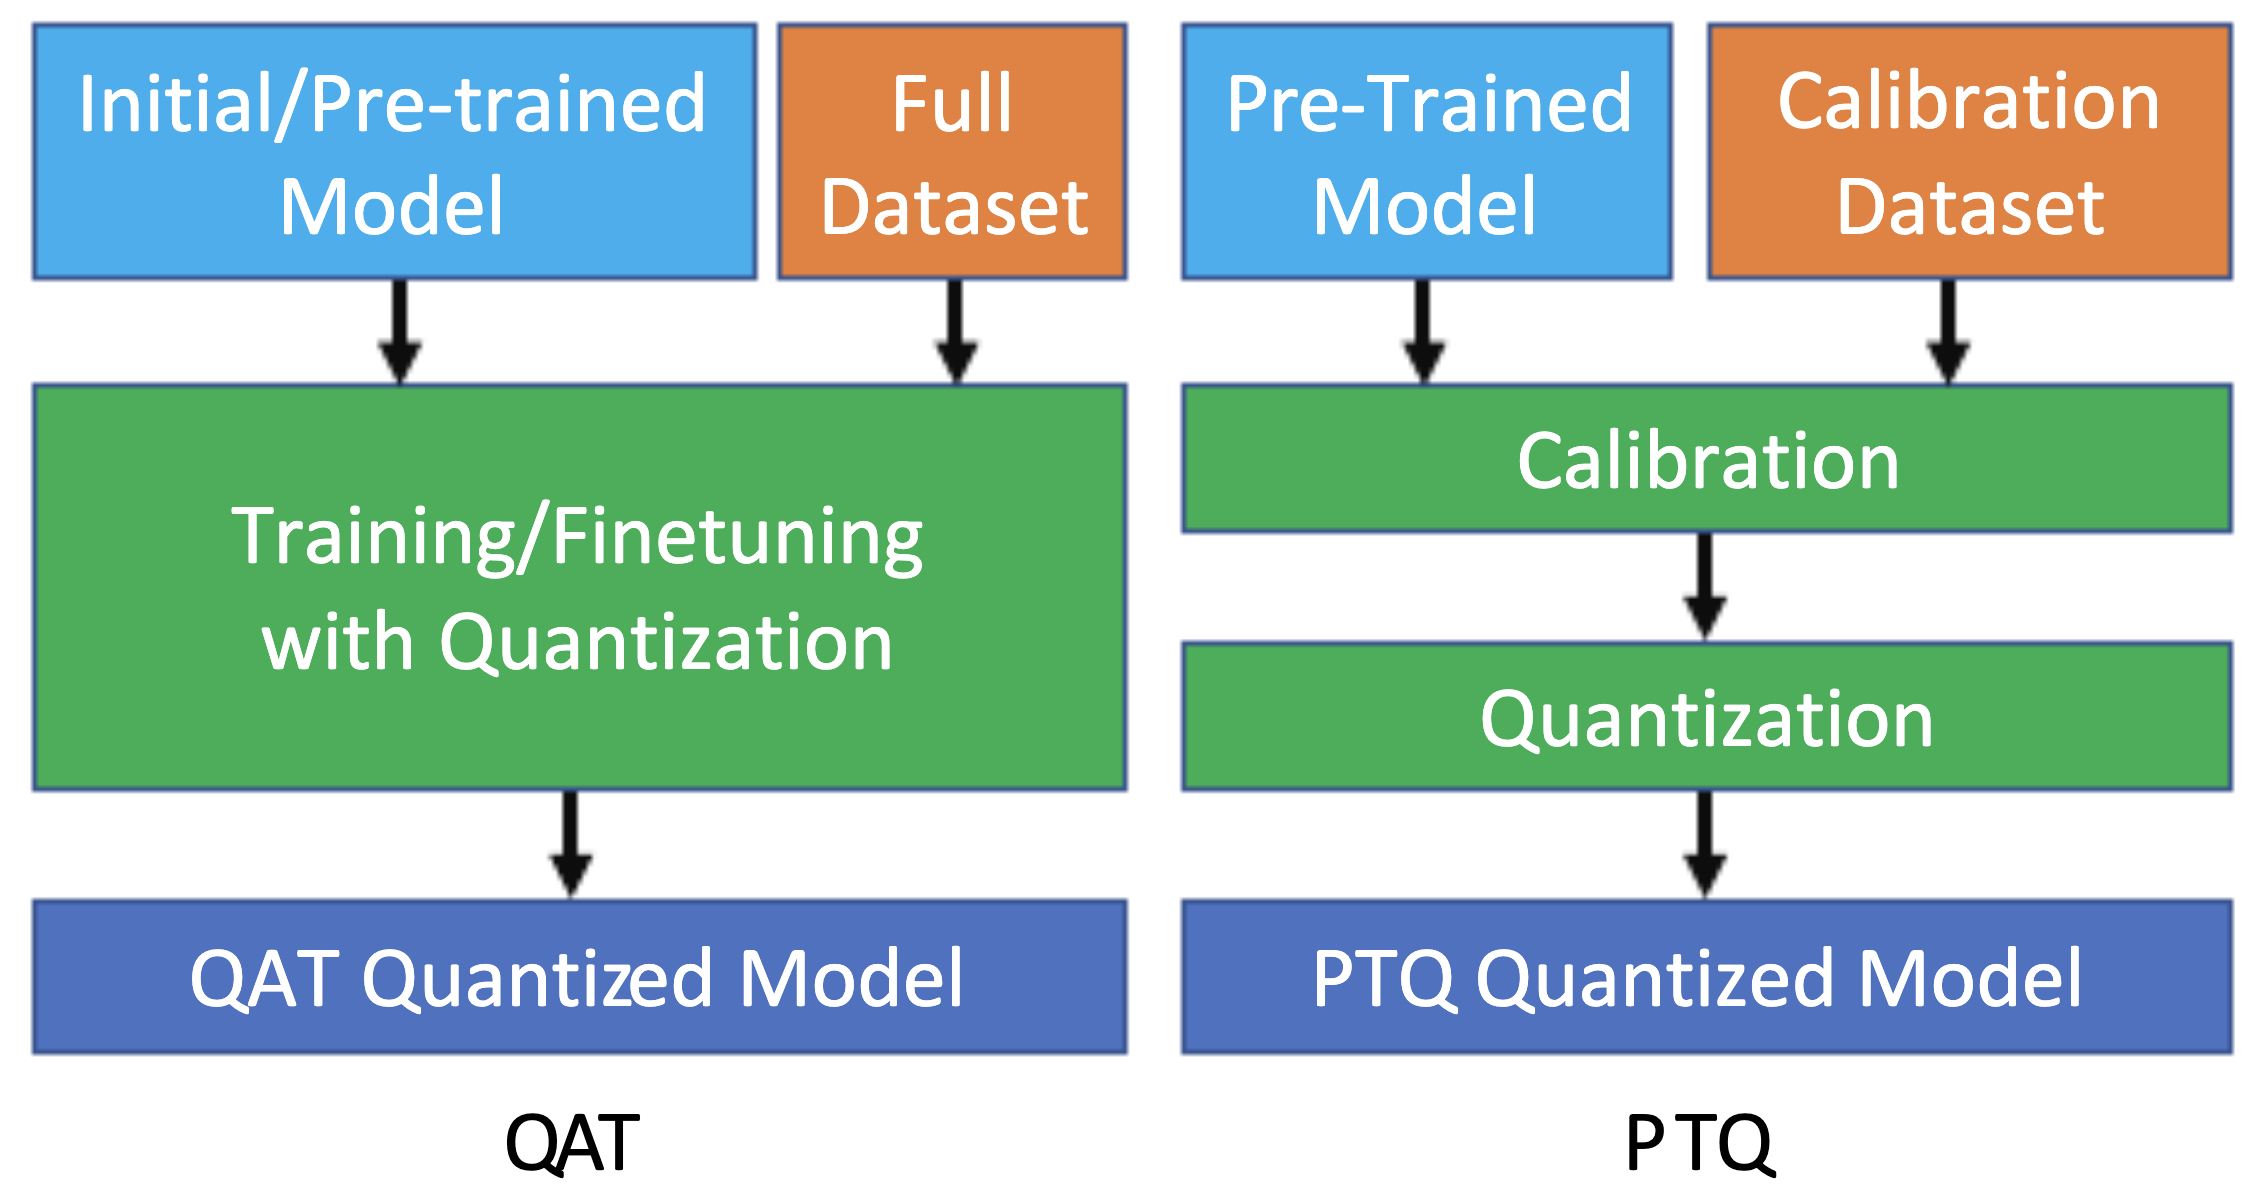 Initial/Pre-trained
Model
Full
Dataset
Training/Finetuning
with Quantization
QAT Quantized Model
QAT
Pre-Trained
Model
Calibration
Dataset
Calibration
Quantization
PTQ Quantized Model
PTQ